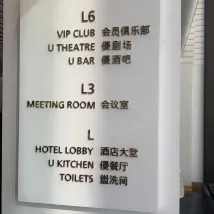 L6
VIP CLUB 会员俱乐部
U THEATRE 優剧场
U BAR 優酒吧
L3
MEETING ROOM 会议室
L
HOTEL LOBBY 酒店大堂
U KITCHEN 優餐厅
TOILETS 盥洗间